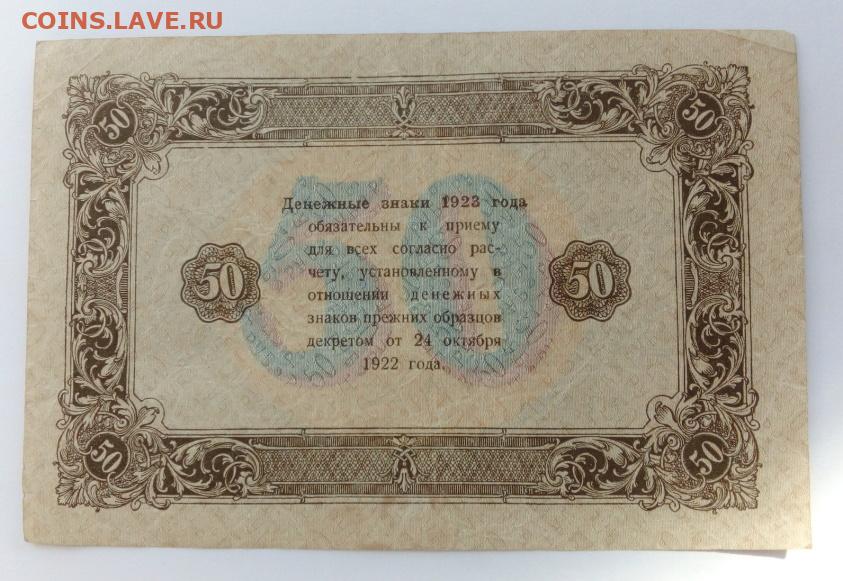 COINS.LAVE.RU
50
50
Денежные знаки 1923 года
обязательны к приему
для всех согласно рас-
чету, установленному в
отношении денежных
знаков прежних образцов
декретом от 24 октября
1922 года.
50
50
50
50
50